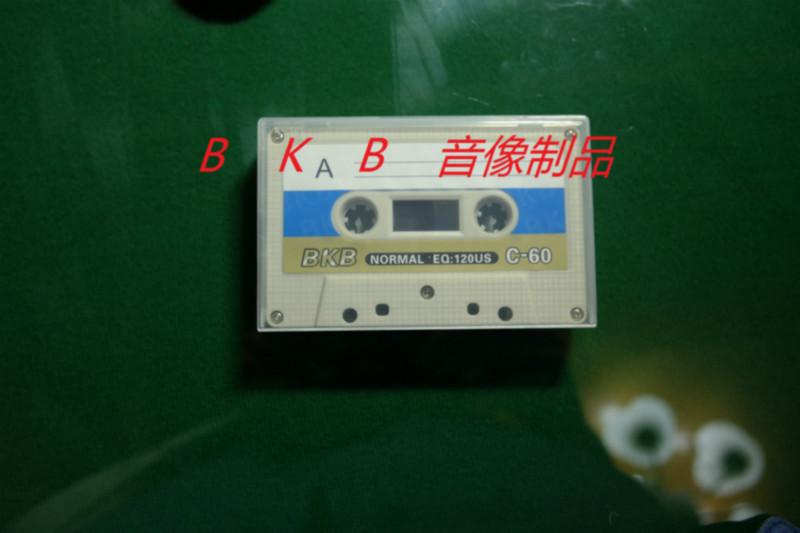 B K B 音像制品
A
BKB NORMAL EQ:120US C-60